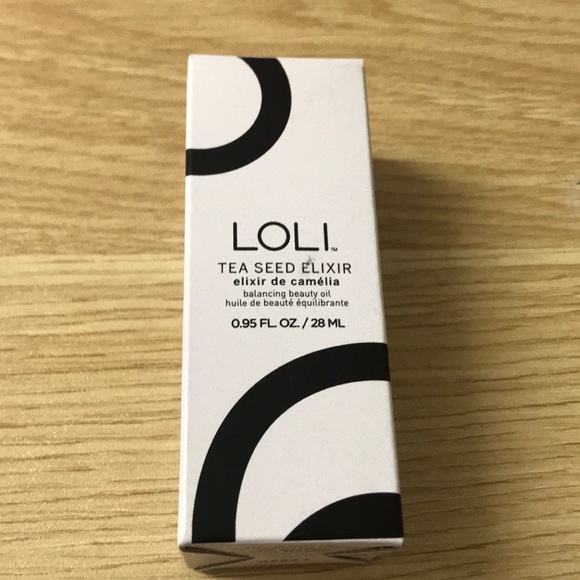 LOLI™
TEA SEED ELIXIR
elixir de camélia
balancing beauty oil
huile de beauté équilibrante
0.95 FL. OZ. / 28 ML